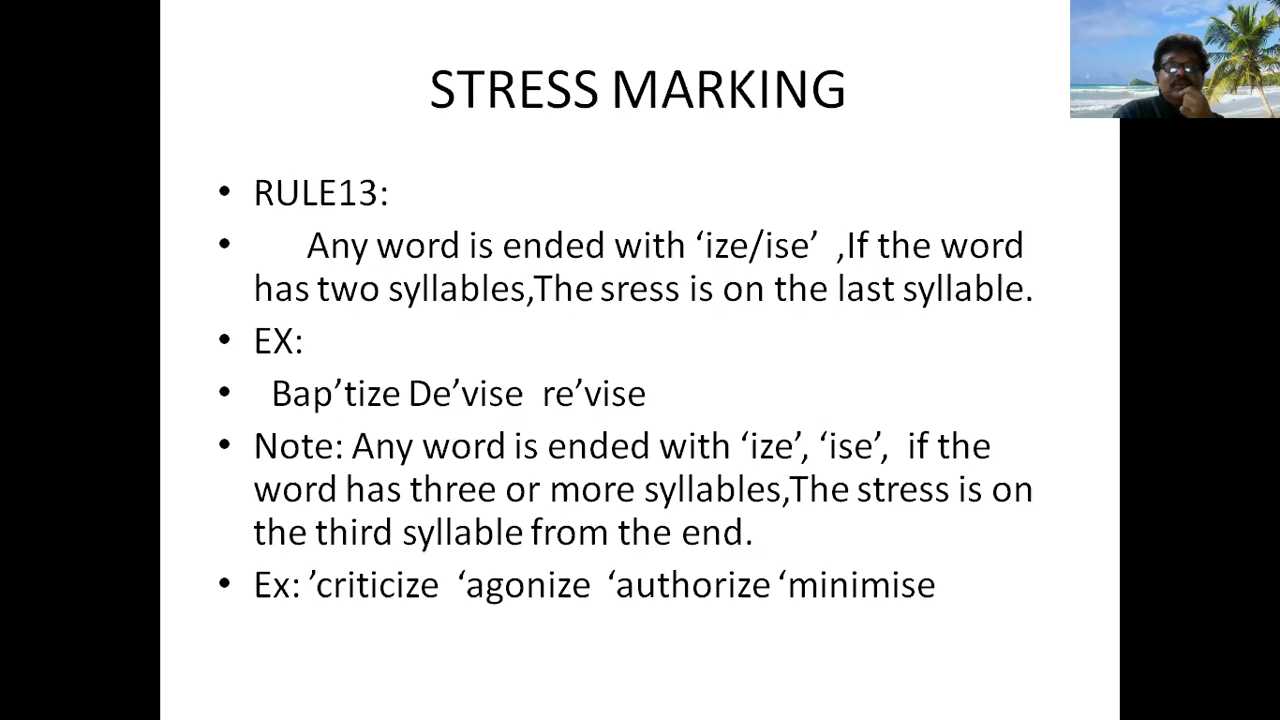 STRESS MARKING
• RULE13:
• Any word is ended with ‘ize/ise’ ,If the word
has two syllables,The sress is on the last syllable.
• EX:
• Bap’tize De’vise re’vise
• Note: Any word is ended with ‘ize’, ‘ise’, if the
word has three or more syllables,The stress is on
the third syllable from the end.
• Ex: ’criticize ‘agonize ‘authorize ‘minimise